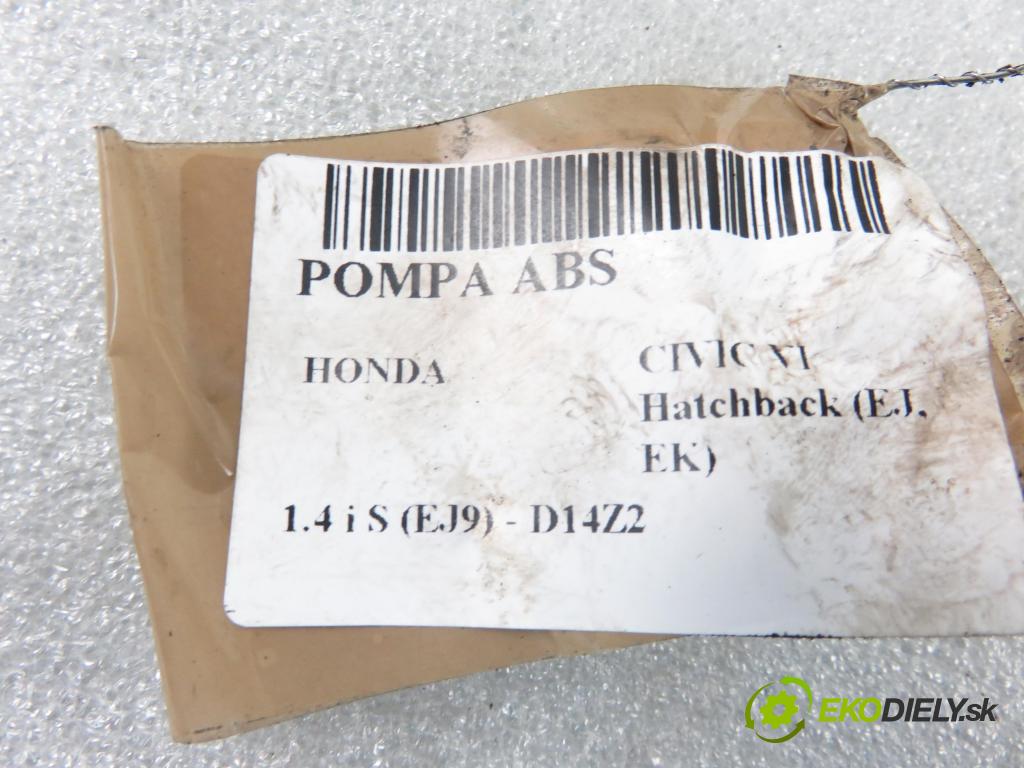 POMPA ABS
HONDA
CIVIC VI
Hatchback (EJ,
EK)
1.4 i S (EJ9) - D14Z2
EKODIELY.sk